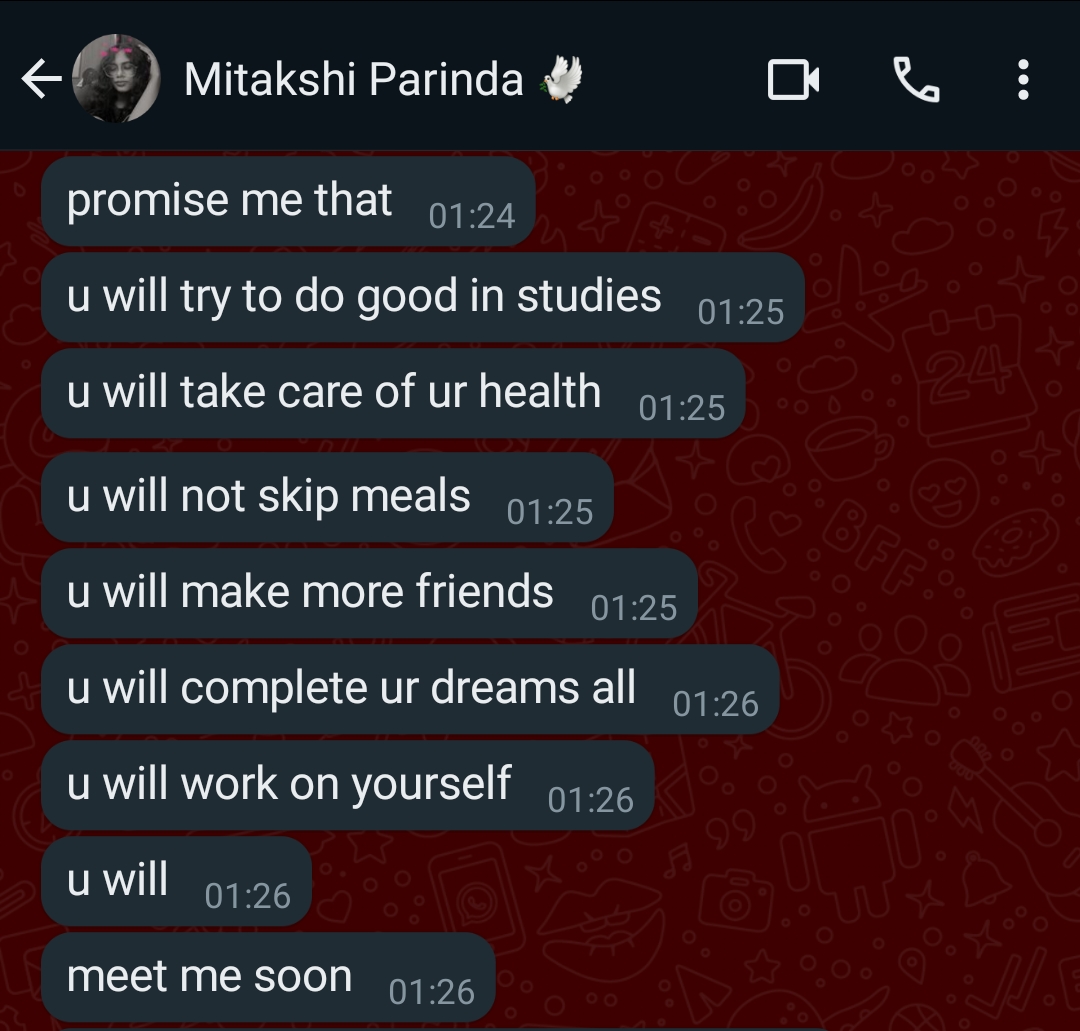 Mitakshi Parinda 🕊️
promise me that 01:24
u will try to do good in studies 01:25
u will take care of ur health 01:25
u will not skip meals 01:25
u will make more friends 01:25
u will complete ur dreams all 01:26
u will work on yourself 01:26
u will 01:26
meet me soon 01:26
24
BFF